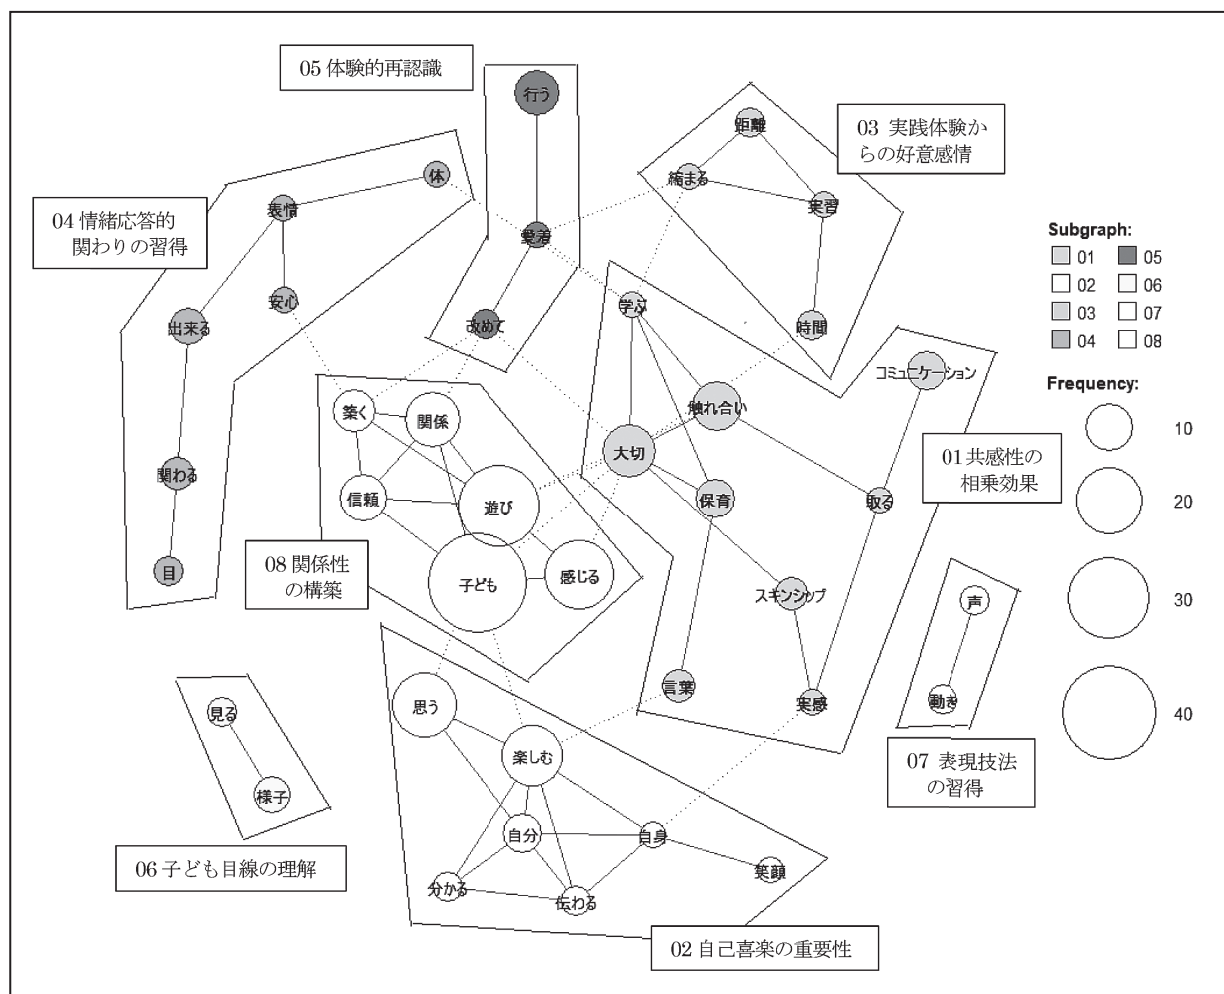 05 体験的再認識
行う
距離
03 実践体験か
らの好意感情
縮まる
体
実習
表情
04 情緒応答的
関わりの習得
愛着
安心
学ぶ
時間
出来る
改めて
Subgraph:
01
05
02
06
03
07
04
08
コミュニケーション
Frequency:
10
20
30
40
築く
関係
触れ合い
大切
01 共感性の
相乗効果
関わる
信頼
遊び
保育
取る
08 関係性
の構築
目
子ども
感じる
スキンシップ
声
動き
言葉
実感
思う
見る
07 表現技法
の習得
楽しむ
様子
自分
自身
06 子ども目線の理解
笑顔
分かる
伝わる
02 自己喜楽の重要性